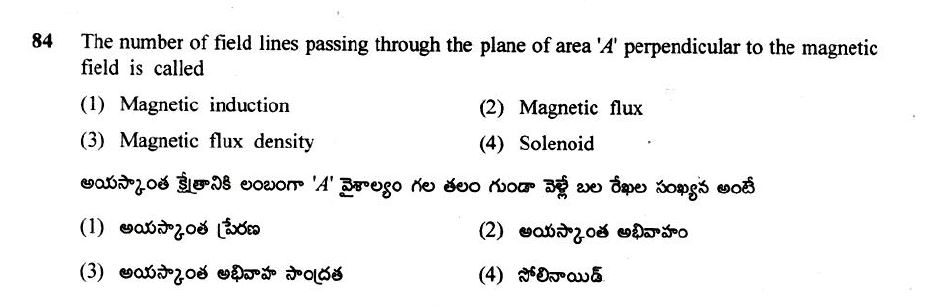 84 The number of field lines passing through the plane of area 'A' perpendicular to the magnetic
field is called
(1) Magnetic induction (2) Magnetic flux
(3) Magnetic flux density (4) Solenoid
అయస్కాంత క్షేత్రానికి లంబంగా 'A' వైశాల్యం గల తలం గుండా వెళ్లే బల రేఖల సంఖ్యను అంటే
(1) అయస్కాంత ప్రేరణ (2) అయస్కాంత అభివాహం
(3) అయస్కాంత అభివాహ సాంద్రత (4) సోలినాయిడ్